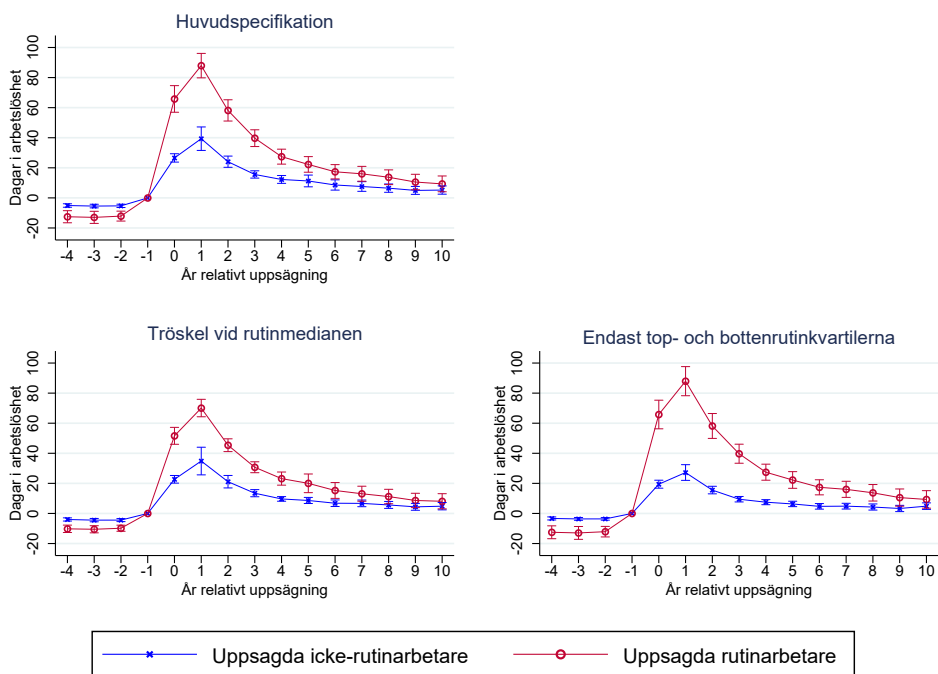 Huvudspecifikation
Dagar i arbetslöshet
100
80
60
40
20
0
-20
-4 -3 -2 -1 0 1 2 3 4 5 6 7 8 9 10
År relativt uppsägning
Tröskel vid rutinmedianen
Dagar i arbetslöshet
100
80
60
40
20
0
-20
-4 -3 -2 -1 0 1 2 3 4 5 6 7 8 9 10
År relativt uppsägning
Endast top- och bottenrutinkvartilerna
Dagar i arbetslöshet
100
80
60
40
20
0
-20
-4 -3 -2 -1 0 1 2 3 4 5 6 7 8 9 10
År relativt uppsägning
Uppsagda icke-rutinarbetare Uppsagda rutinarbetare